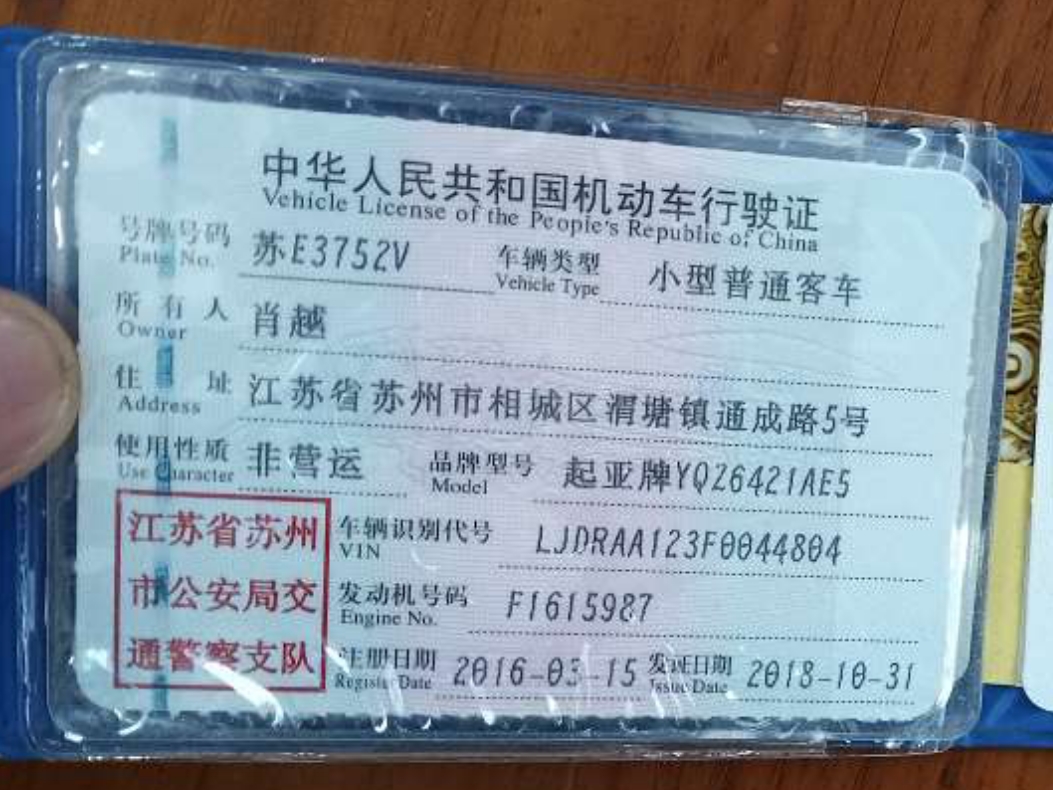 中华人民共和国机动车行驶证
Vehicle License of the People's Republic of China
号牌号码 苏E3752V 车辆类型 小型普通客车
Plate No. Vehicle Type
所有人 肖越
Owner
住址 江苏省苏州市相城区渭塘镇通成路5号
Address
使用性质 非营运 品牌型号 起亚牌YQZ6421AE5
Use Character Model
江苏省苏州 车辆识别代号 LJDRAA123F0044804
VIN
市公安局交 发动机号码 F1615987
Engine No.
通警察支队 注册日期 2016-03-15 发证日期 2018-10-31
Register Date Issue Date